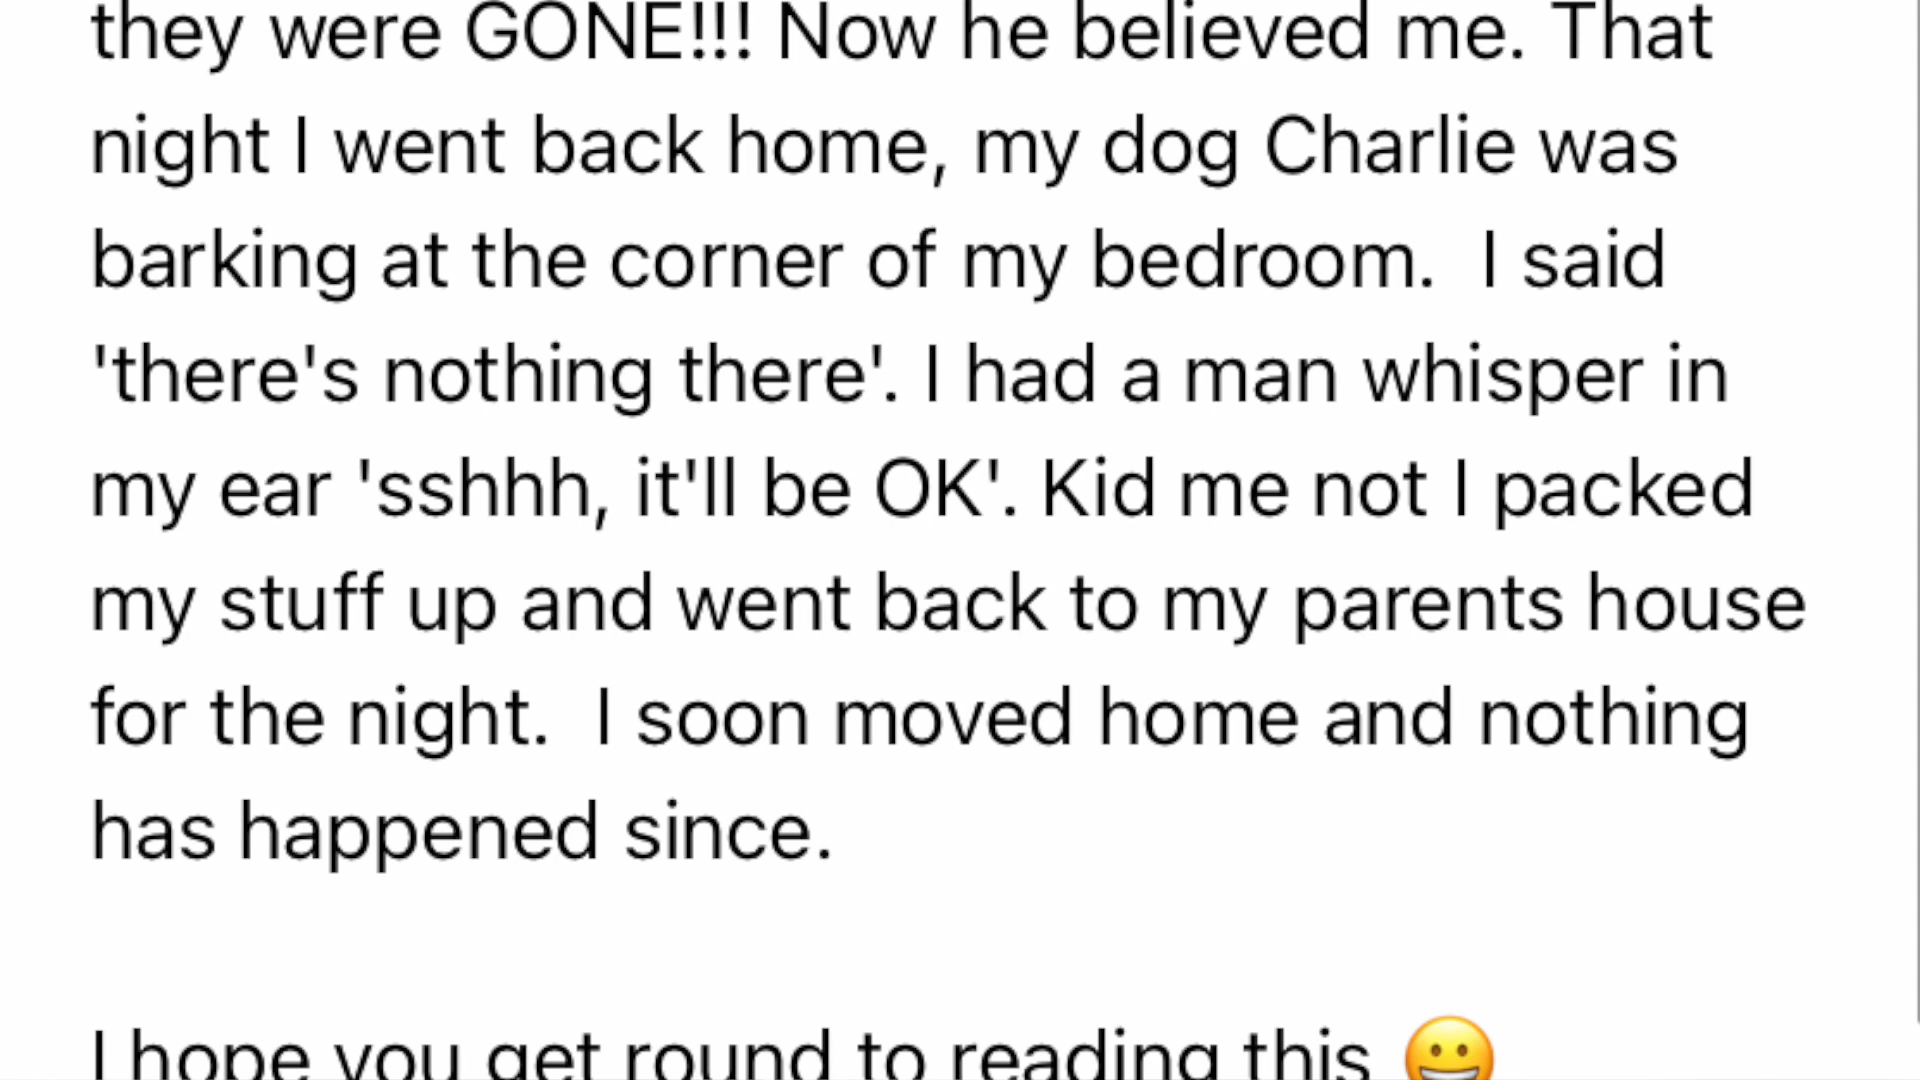 they were GONE!!! Now he believed me. That
night I went back home, my dog Charlie was
barking at the corner of my bedroom.  I said
'there's nothing there'. I had a man whisper in
my ear 'sshhh, it'll be OK'. Kid me not I packed
my stuff up and went back to my parents house
for the night.  I soon moved home and nothing
has happened since.
I hope you get round to reading this 😀